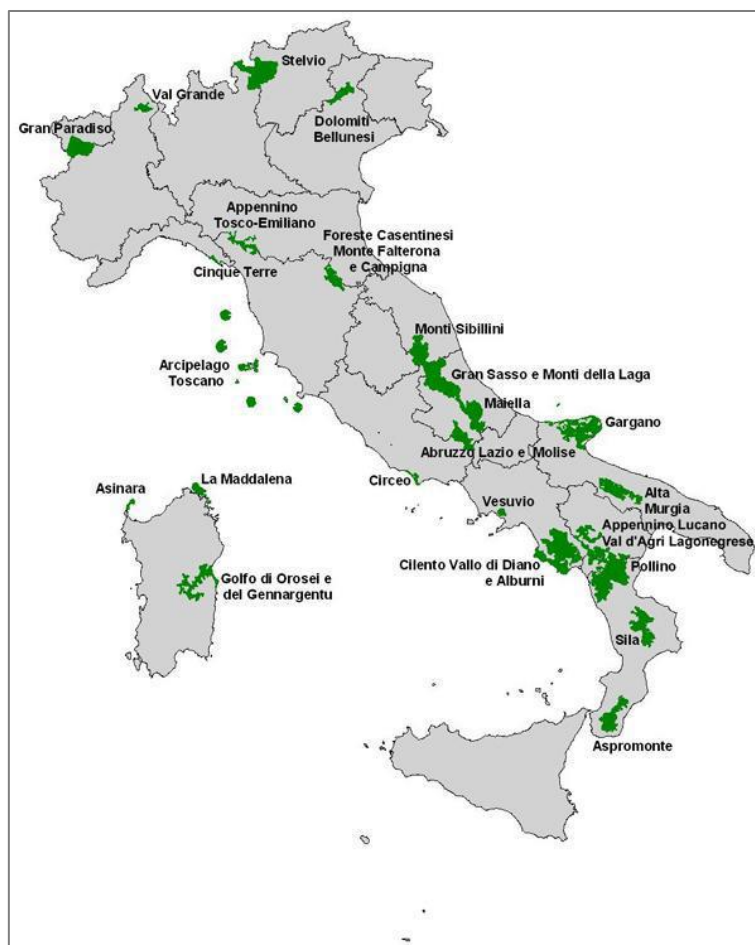 Stelvio
Val Grande
Gran Paradiso
Dolomiti
Bellunesi
Appennino
Tosco-Emiliano
Foreste Casentinesi
Monte Falterona
e Campigna
Cinque Terre
Monti Sibillini
Arcipelago
Toscano
Gran Sasso e Monti della Laga
Maiella
Gargano
Abruzzo Lazio e Molise
Circeo
La Maddalena
Asinara
Vesuvio
Alta
Murgia
Appennino Lucano
Val d'Agri Lagonegrese
Cilento Vallo di Diano
e Alburni
Pollino
Golfo di Orosei e
del Gennargentu
Sila
Aspromonte